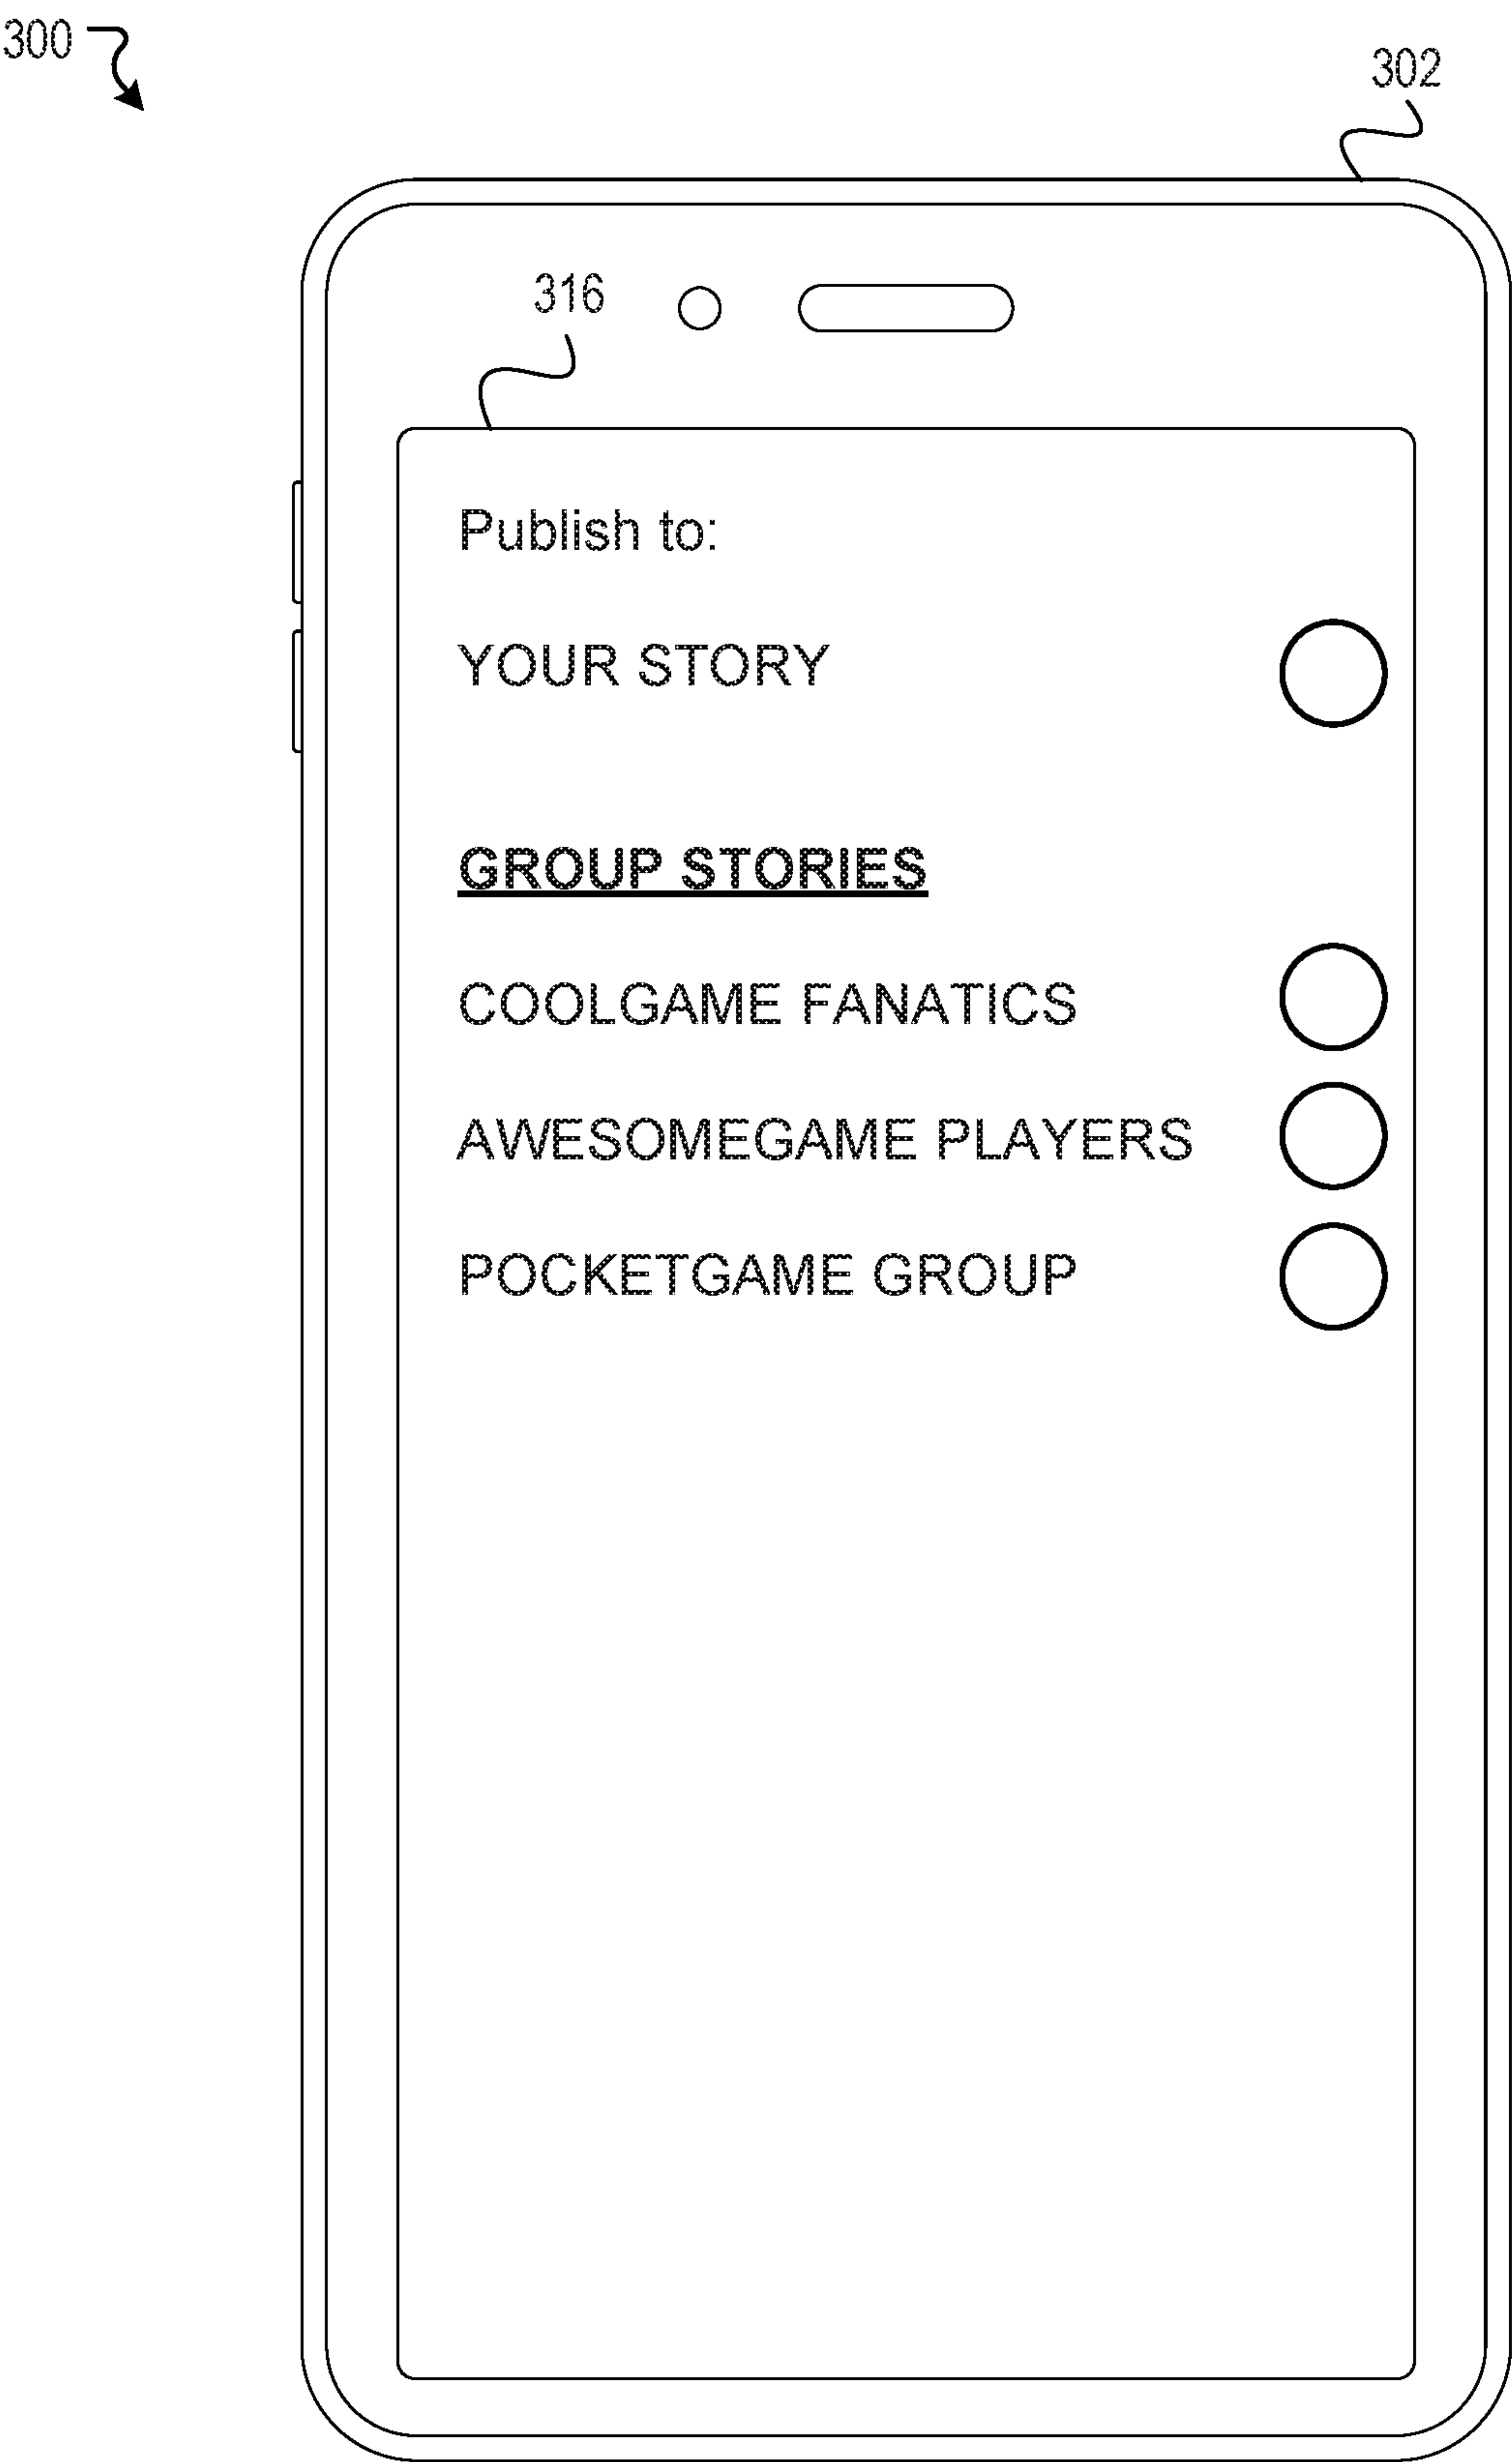 300
302
316
Publish to:
YOUR STORY
GROUP STORIES
COOLGAME FANATICS
AWESOMEGAME PLAYERS
POCKETGAME GROUP